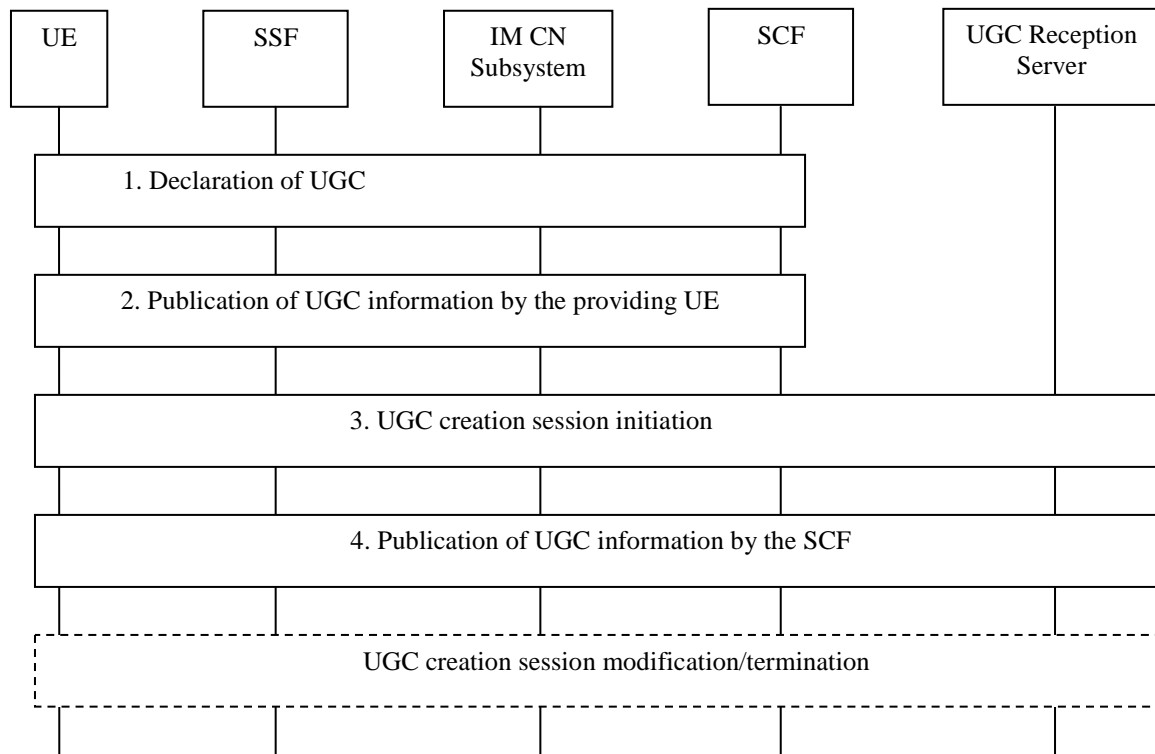 UE
SSF
IM CN
Subsystem
SCF
UGC Reception
Server
1. Declaration of UGC
2. Publication of UGC information by the providing UE
3. UGC creation session initiation
4. Publication of UGC information by the SCF
UGC creation session modification/termination